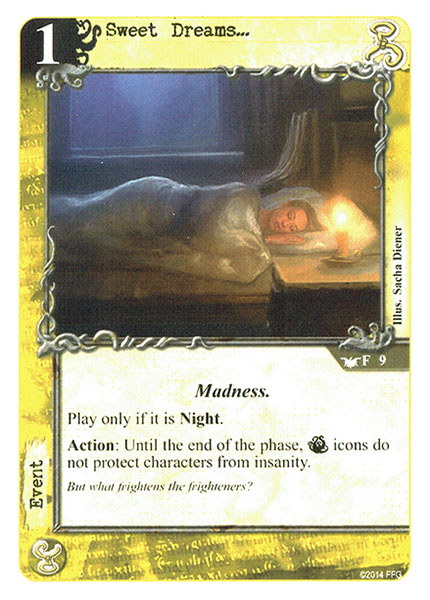 1
Sweet Dreams...
Illus. Sacha Diener
F 9
Madness.
Play only if it is Night.
Action: Until the end of the phase, icons do
not protect characters from insanity.
But what frightens the frighteners?
Event
©2014 FFG